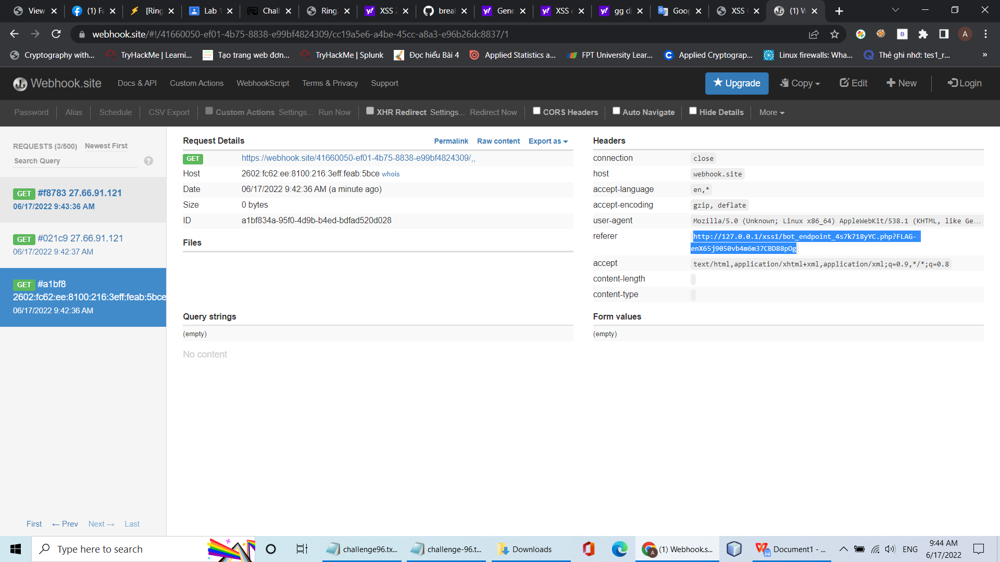 View
(1) Fa
[Ring
Lab 1
Chall
Ring
XSS 2
break
Gene
XSS c
gg di
Goog
XSS
(1) W
webhook.site/#!/41660050-ef01-4b75-8838-e99bf4824309/cc19a5e6-a4be-45cc-a8a3-e96b26dc8837/1
B
A
Cryptography with...
TryHackMe | Learni...
Tạo trang web đơn...
TryHackMe | Splunk
Đọc hiểu Bài 4
Applied Statistics a...
FPT University Lear...
Applied Cryptograp...
Linux firewalls: Wha...
Thẻ ghi nhớ: tes1_r...
»
Webhook.site
Docs & API
Custom Actions
WebhookScript
Terms & Privacy
Support
Upgrade
Copy
Edit
New
Login
Password
Alias
Schedule
CSV Export
Custom Actions
Settings...
Run Now
XHR Redirect
Settings...
Redirect Now
CORS Headers
Auto Navigate
Hide Details
More
REQUESTS (3/500)
Newest First
Search Query
?
GET #f8783 27.66.91.121
06/17/2022 9:43:36 AM
GET #021c9 27.66.91.121
06/17/2022 9:42:37 AM
GET #a1bf8
2602:fc62:ee:8100:216:3eff:feab:5bce
06/17/2022 9:42:36 AM
First
← Prev
Next →
Last
Request Details
Permalink
Raw content
Export as
GET https://webhook.site/41660050-ef01-4b75-8838-e99bf4824309/,,
Host 2602:fc62:ee:8100:216:3eff:feab:5bce whois
Date 06/17/2022 9:42:36 AM (a minute ago)
Size 0 bytes
ID a1bf834a-95f0-4d9b-b4ed-bdfad520d028
Files
Query strings
(empty)
No content
Headers
connection close
host webhook.site
accept-language en,*
accept-encoding gzip, deflate
user-agent Mozilla/5.0 (Unknown; Linux x86_64) AppleWebKit/538.1 (KHTML, like Ge...
referer http://127.0.0.1/xss1/bot_endpoint_4s7k718yYC.php?FLAG-
enX65j9050vb4m6m37CBD88pOg
accept text/html,application/xhtml+xml,application/xml;q=0.9,*/*;q=0.8
content-length
content-type
Form values
(empty)
Type here to search
challenge96.tx...
challenge-96.t...
Downloads
(1) Webhook.s...
Document1 - ...
ENG
9:44 AM
6/17/2022